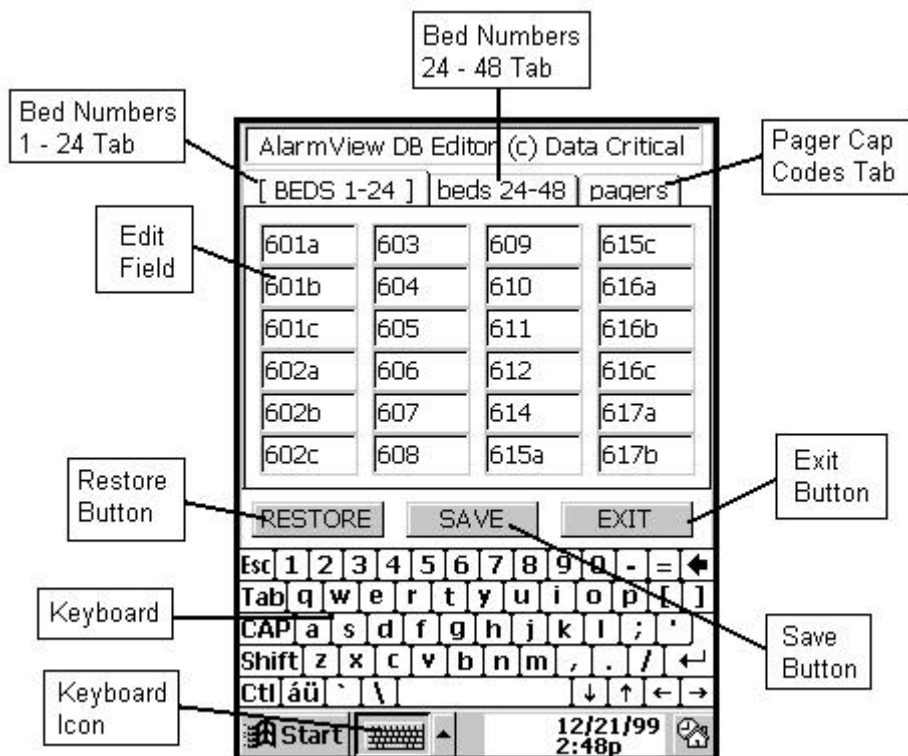 Bed Numbers
24 - 48 Tab
Bed Numbers
1 - 24 Tab
Pager Cap
Codes Tab
Edit
Field
Restore
Button
Exit
Button
Keyboard
Save
Button
Keyboard
Icon
AlarmView DB Editor (c) Data Critical
[ BEDS 1-24 ] beds 24-48 pagers
601a 603 609 615c
601b 604 610 616a
601c 605 611 616b
602a 606 612 616c
602b 607 614 617a
602c 608 615a 617b
RESTORE SAVE EXIT
Esc 1 2 3 4 5 6 7 8 9 0 - = 🡄
Tab q w e r t y u i o p [ ]
CAP a s d f g h j k l ; '
Shift z x c v b n m , . / ↵
Ctl áü ` \ ↓ ↑ ← →
Start 12/21/99
2:48p